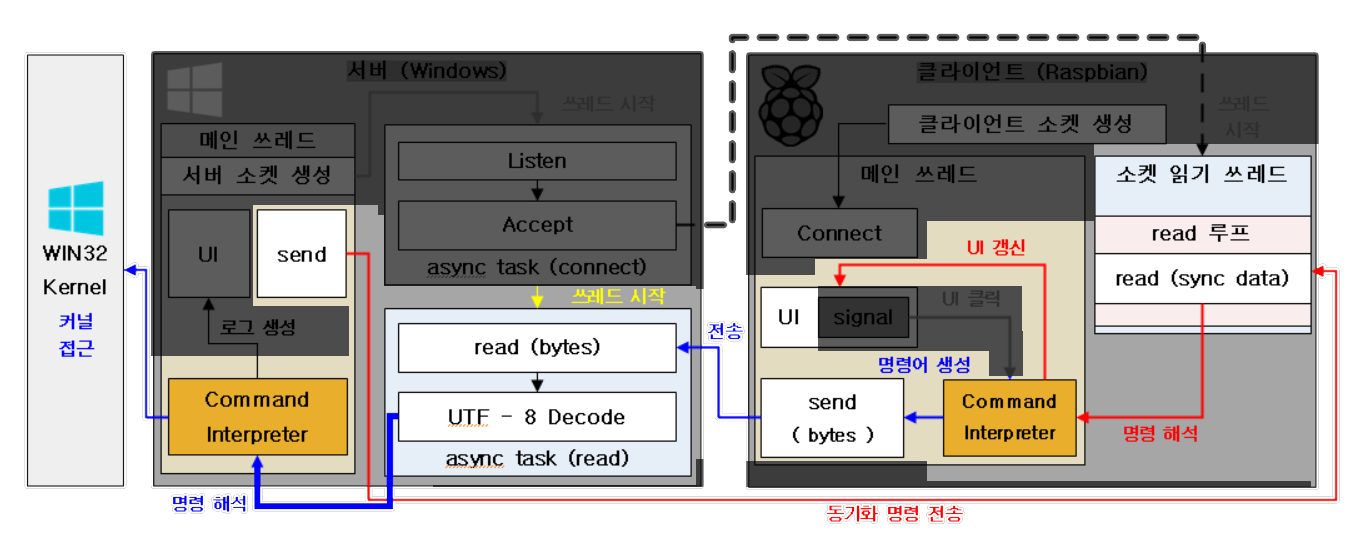 WIN32
Kernel
커널
접근
서버 (Windows)
쓰레드 시작
메인 쓰레드
서버 소켓 생성
UI
send
로그 생성
Command
Interpreter
명령 해석
Listen
Accept
async task (connect)
쓰레드 시작
read (bytes)
UTF - 8 Decode
async task (read)
전송
클라이언트 (Raspbian)
클라이언트 소켓 생성
쓰레드
시작
메인 쓰레드
Connect
UI 갱신
UI
signal
UI 클릭
명령어 생성
send
( bytes )
Command
Interpreter
소켓 읽기 쓰레드
read 루프
read (sync data)
명령 해석
동기화 명령 전송